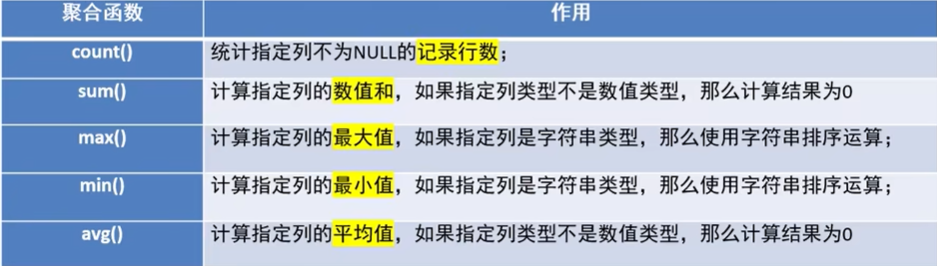 聚合函数 作用
count() 统计指定列不为NULL的记录行数；
sum() 计算指定列的数值和，如果指定列类型不是数值类型，那么计算结果为0
max() 计算指定列的最大值，如果指定列是字符串类型，那么使用字符串排序运算；
min() 计算指定列的最小值，如果指定列是字符串类型，那么使用字符串排序运算；
avg() 计算指定列的平均值，如果指定列类型不是数值类型，那么计算结果为0